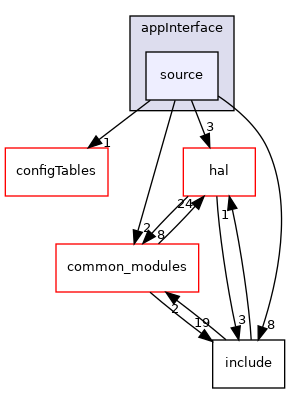 appInterface
source
3
1
configTables
hal
24
1
2
8
common_modules
3
8
19
2
include